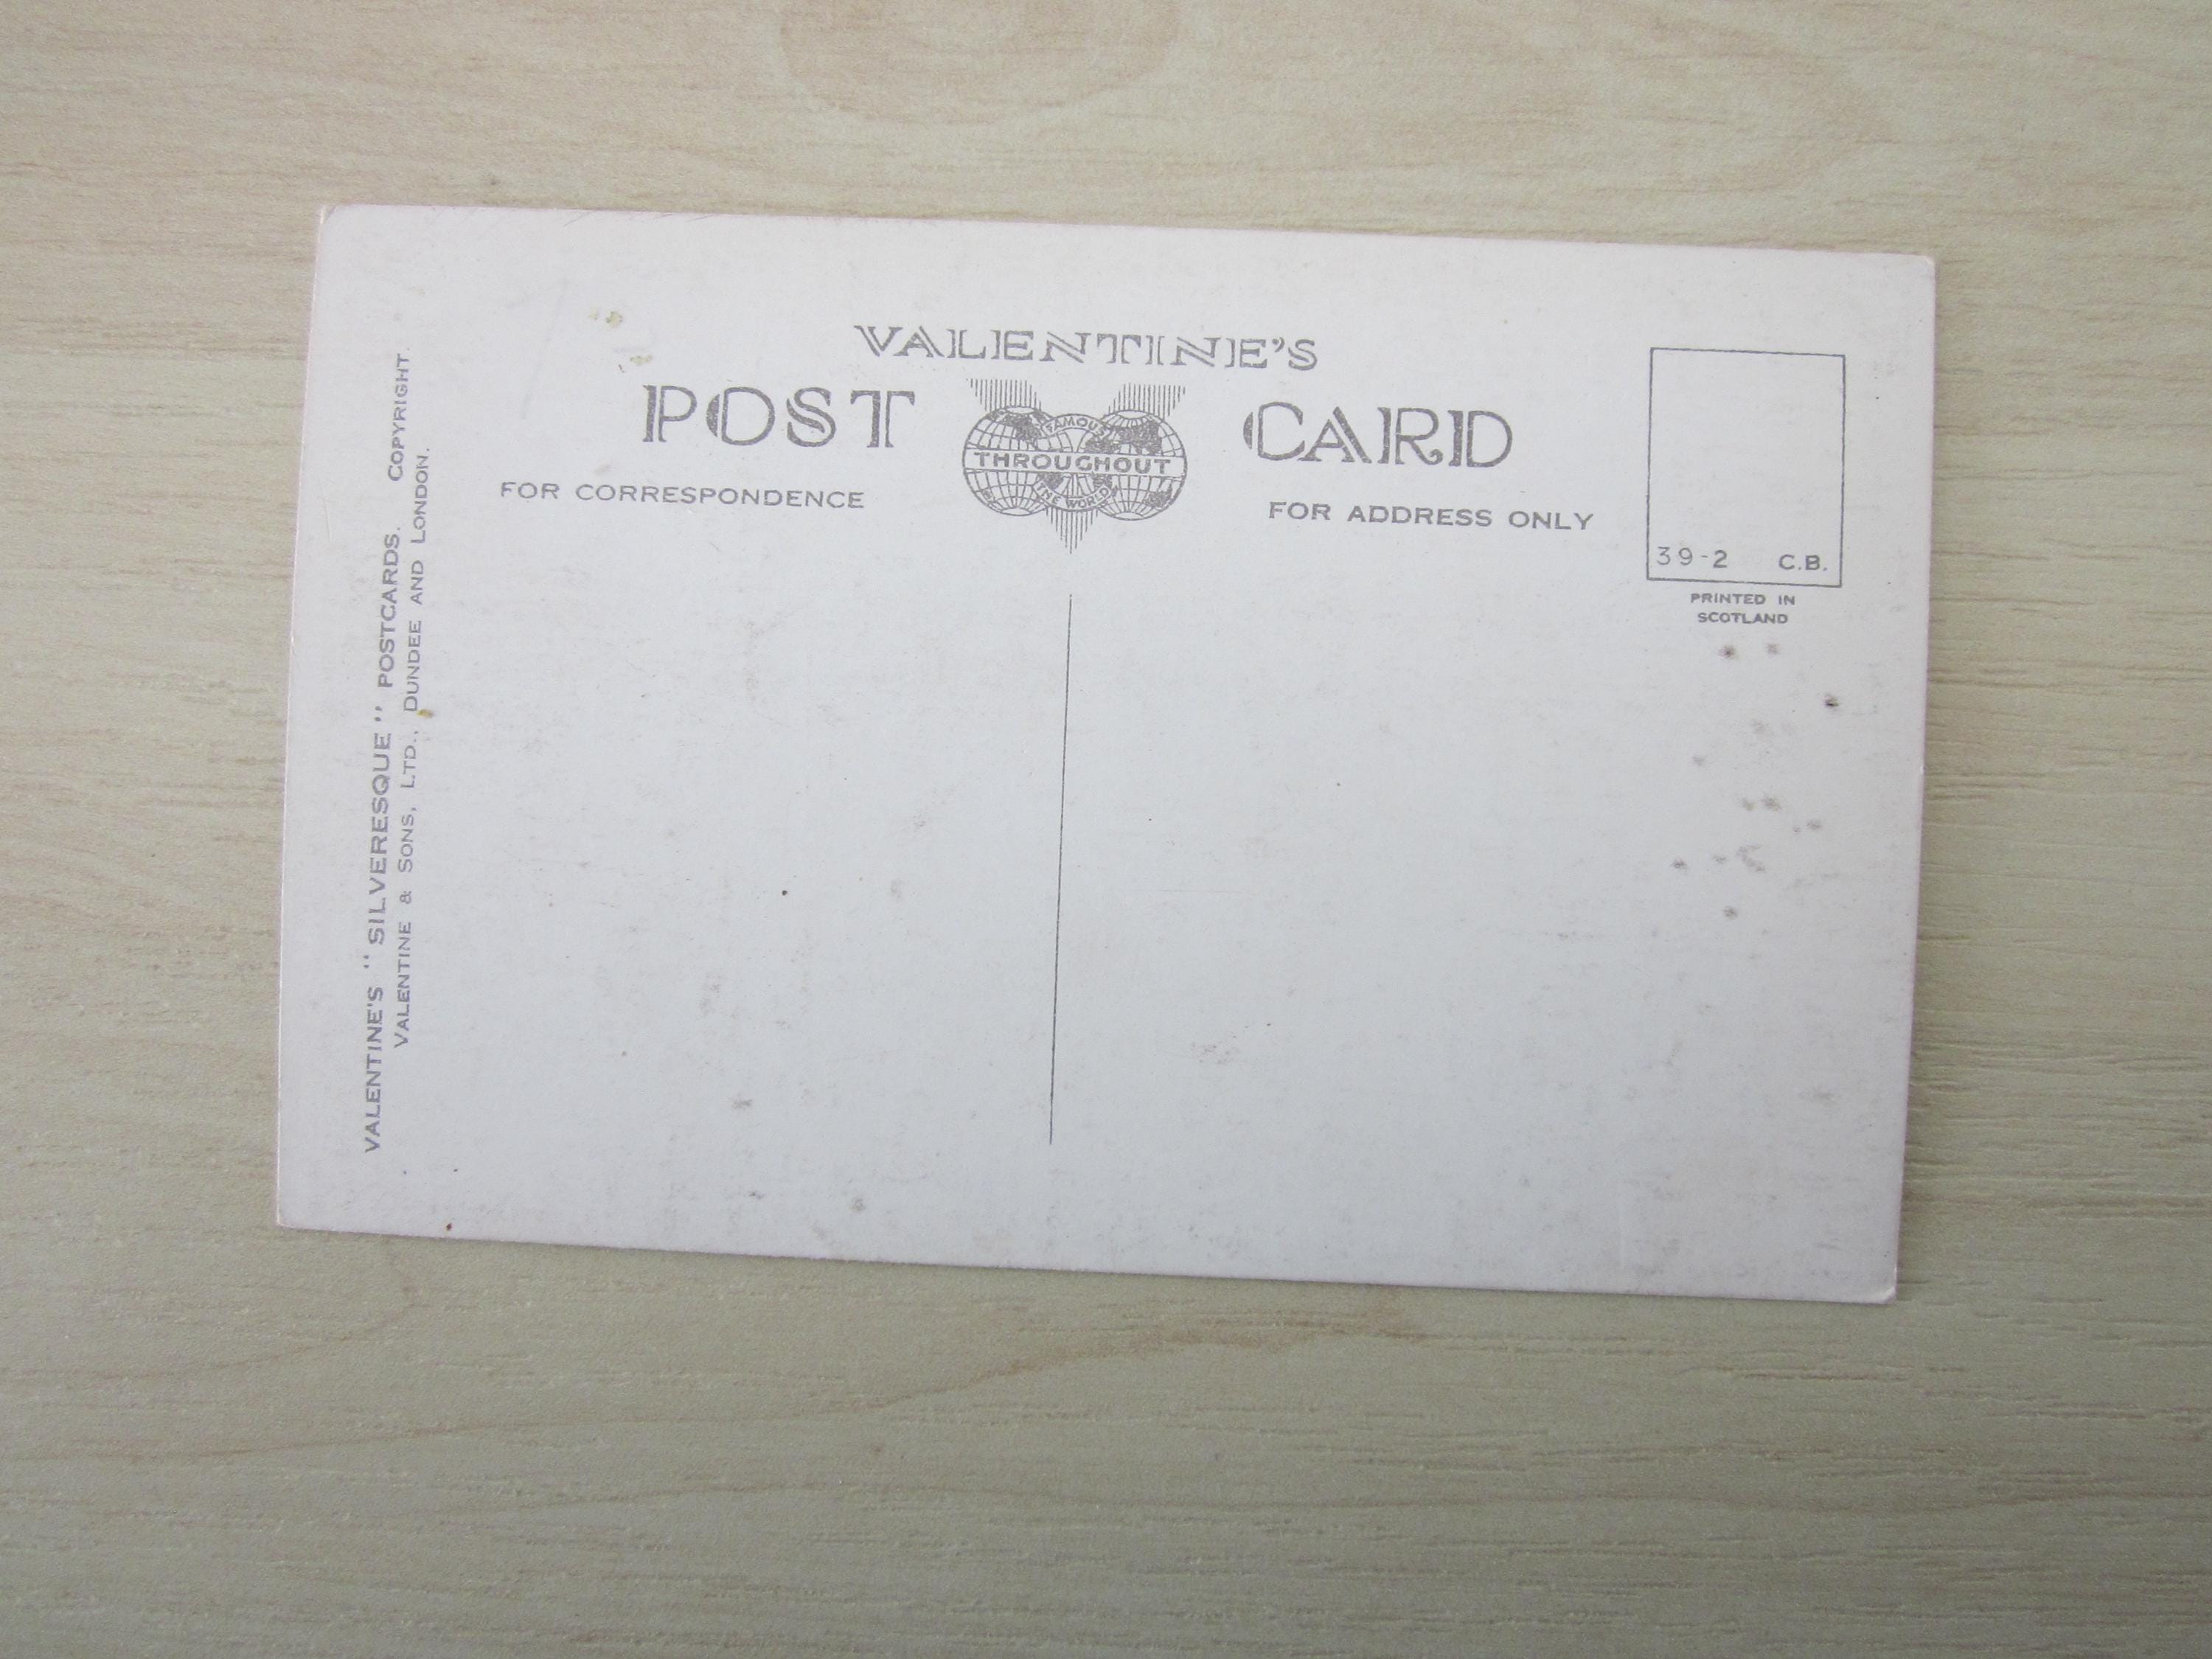 VALENTINE'S
POST CARD
FAMOUS
THROUGHOUT
THE WORLD
FOR CORRESPONDENCE
FOR ADDRESS ONLY
39-2 C.B.
PRINTED IN
SCOTLAND
VALENTINE'S "SILVERESQUE" POSTCARDS. COPYRIGHT.
VALENTINE & SONS, LTD., DUNDEE AND LONDON.